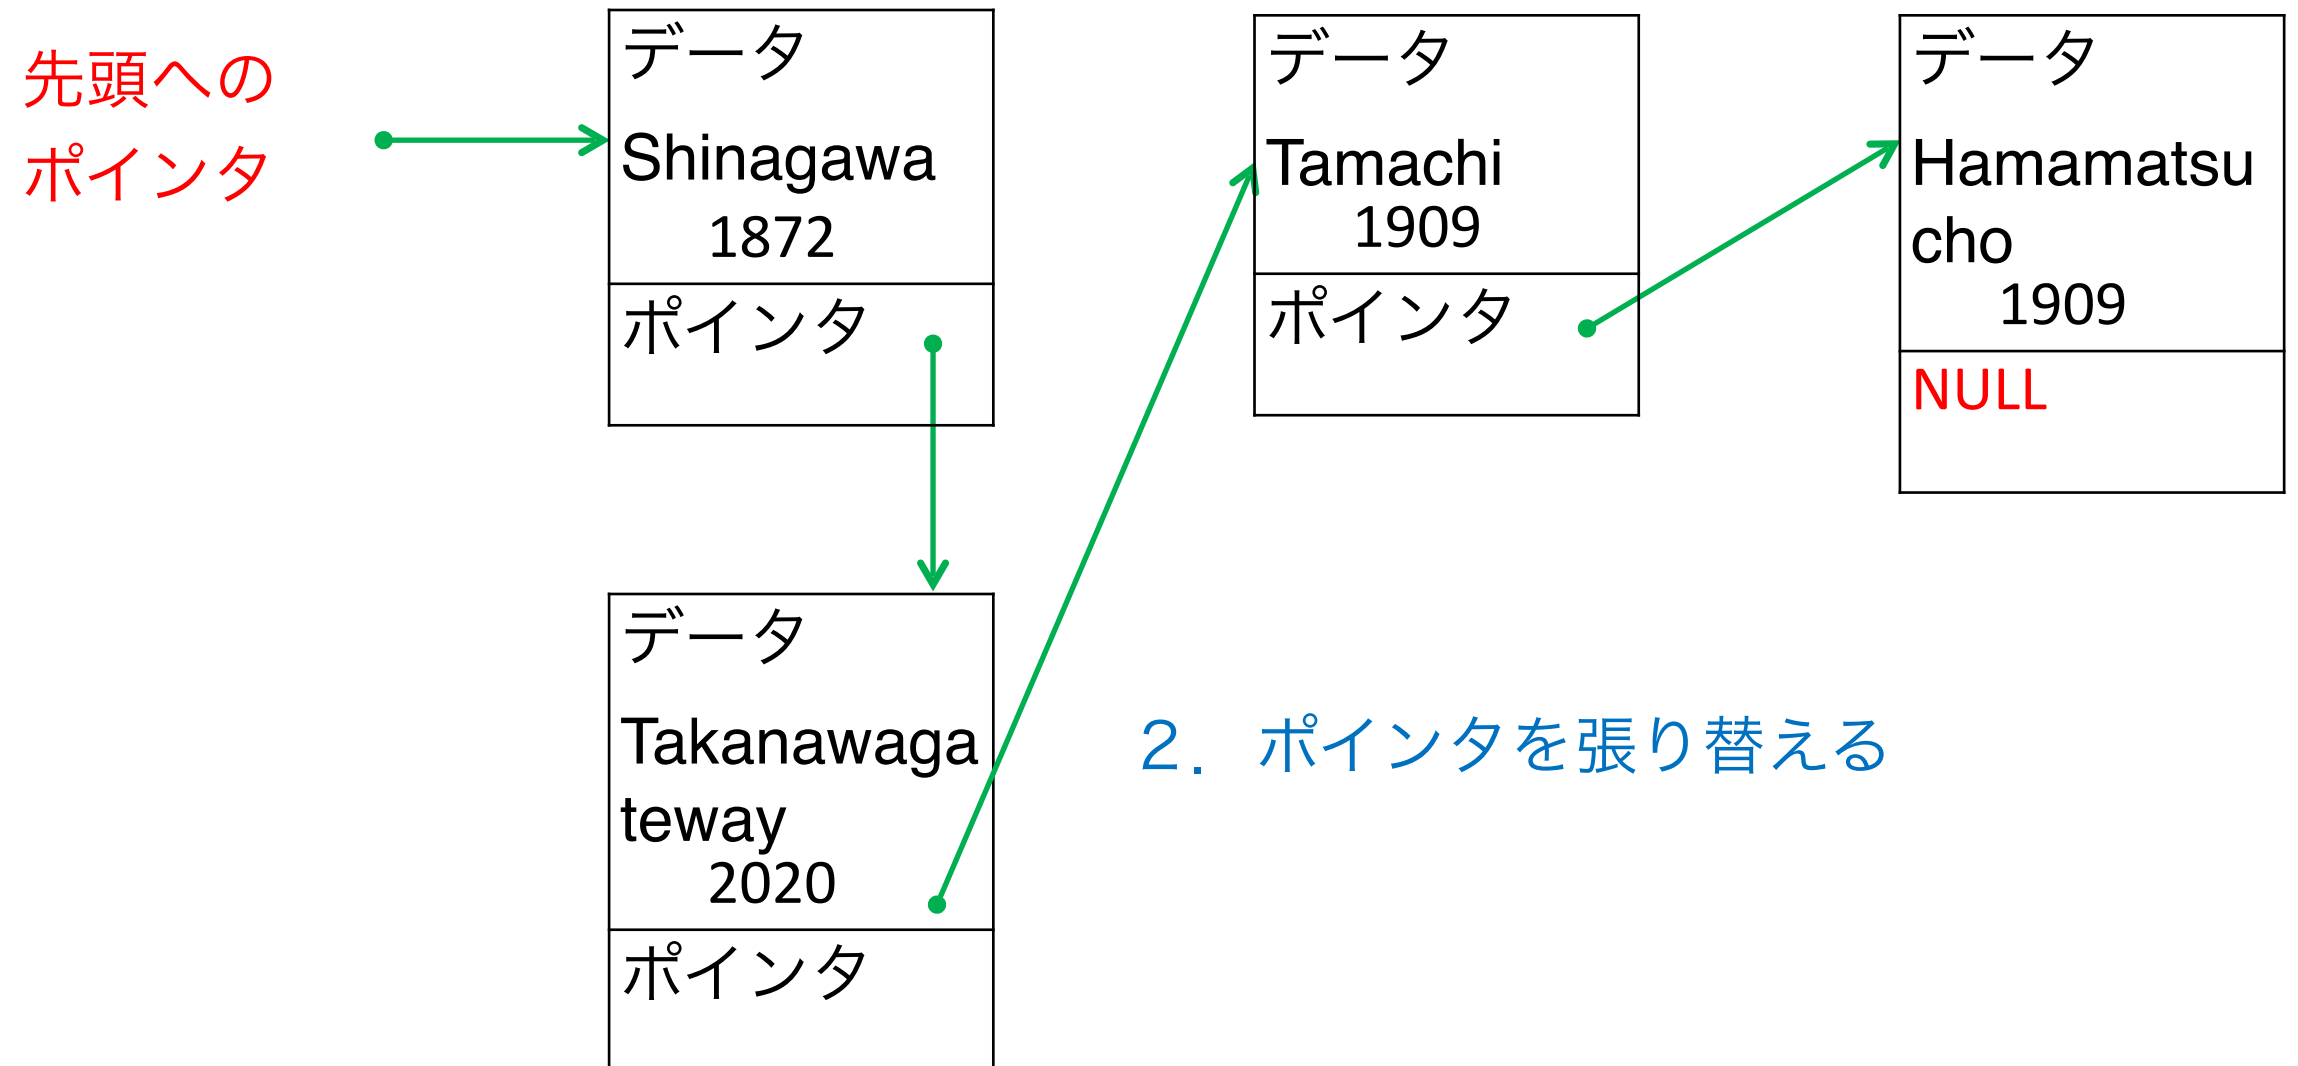 先頭への
ポインタ
データ
Shinagawa
1872
ポインタ
データ
Tamachi
1909
ポインタ
データ
Hamamatsu
cho
1909
NULL
データ
Takanawaga
teway
2020
ポインタ
２． ポインタを張り替える